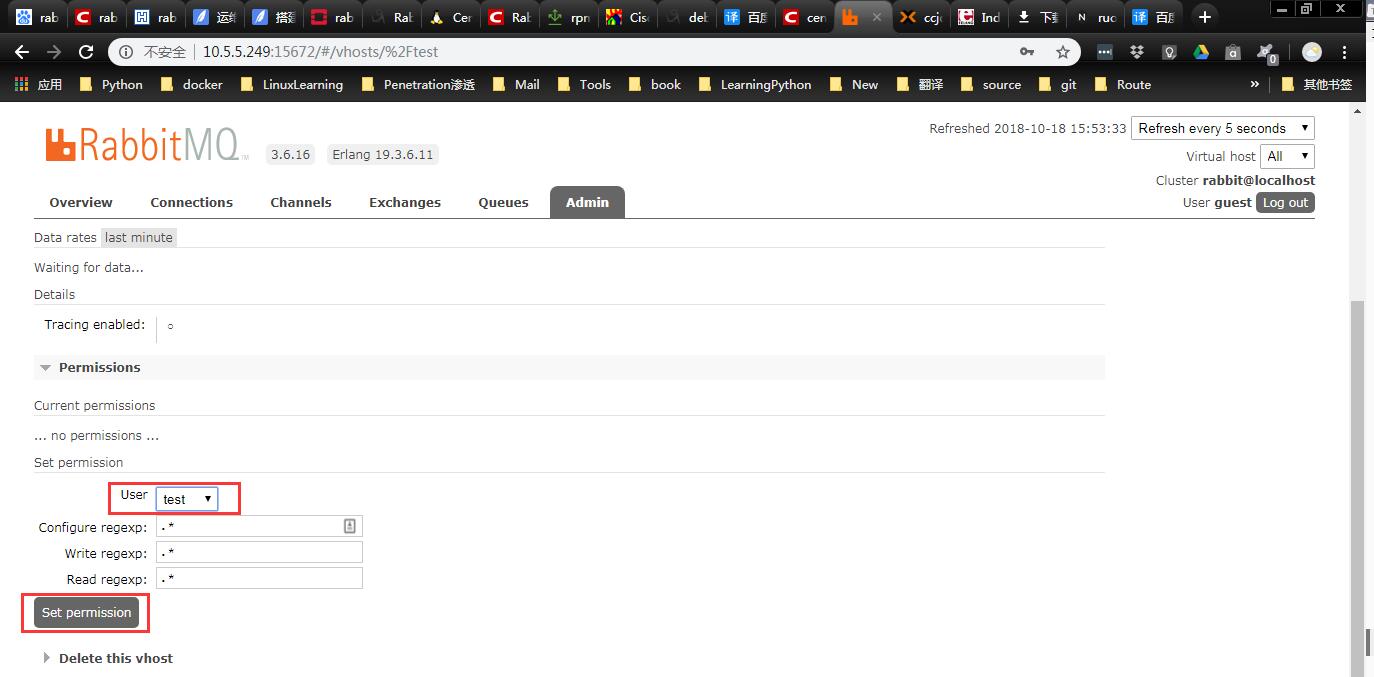 rab rab rab 运维 搭建 rab Rab Cer Rab rpm Cisc deb 百度 cen ccjo Ind 下载 ruo 百度
不安全 10.5.5.249:15672/#/vhosts/%2Ftest 0
应用 Python docker LinuxLearning Penetration渗透 Mail Tools book LearningPython New 翻译 source git Route » 其他书签
RabbitMQ 3.6.16 Erlang 19.3.6.11
Refreshed 2018-10-18 15:53:33 Refresh every 5 seconds
Virtual host All
Cluster rabbit@localhost
User guest Log out
Overview Connections Channels Exchanges Queues Admin
Data rates last minute
Waiting for data...
Details
Tracing enabled: ○
Permissions
Current permissions
... no permissions ...
Set permission
User test
Configure regexp: .*
Write regexp: .*
Read regexp: .*
Set permission
Delete this vhost